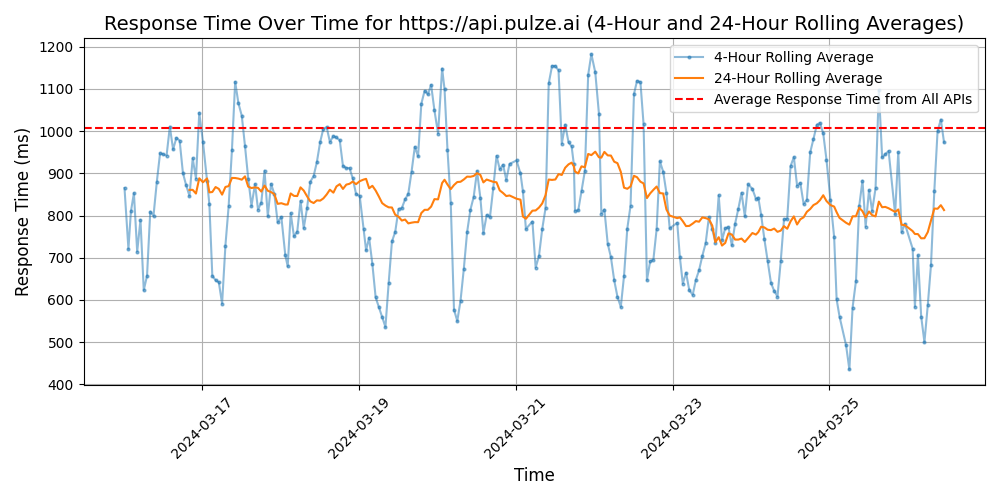 Response Time Over Time for https://api.pulze.ai (4-Hour and 24-Hour Rolling Averages)
4-Hour Rolling Average
24-Hour Rolling Average
Average Response Time from All APIs
Response Time (ms)
1200
1100
1000
900
800
700
600
500
400
2024-03-17
2024-03-19
2024-03-21
2024-03-23
2024-03-25
Time